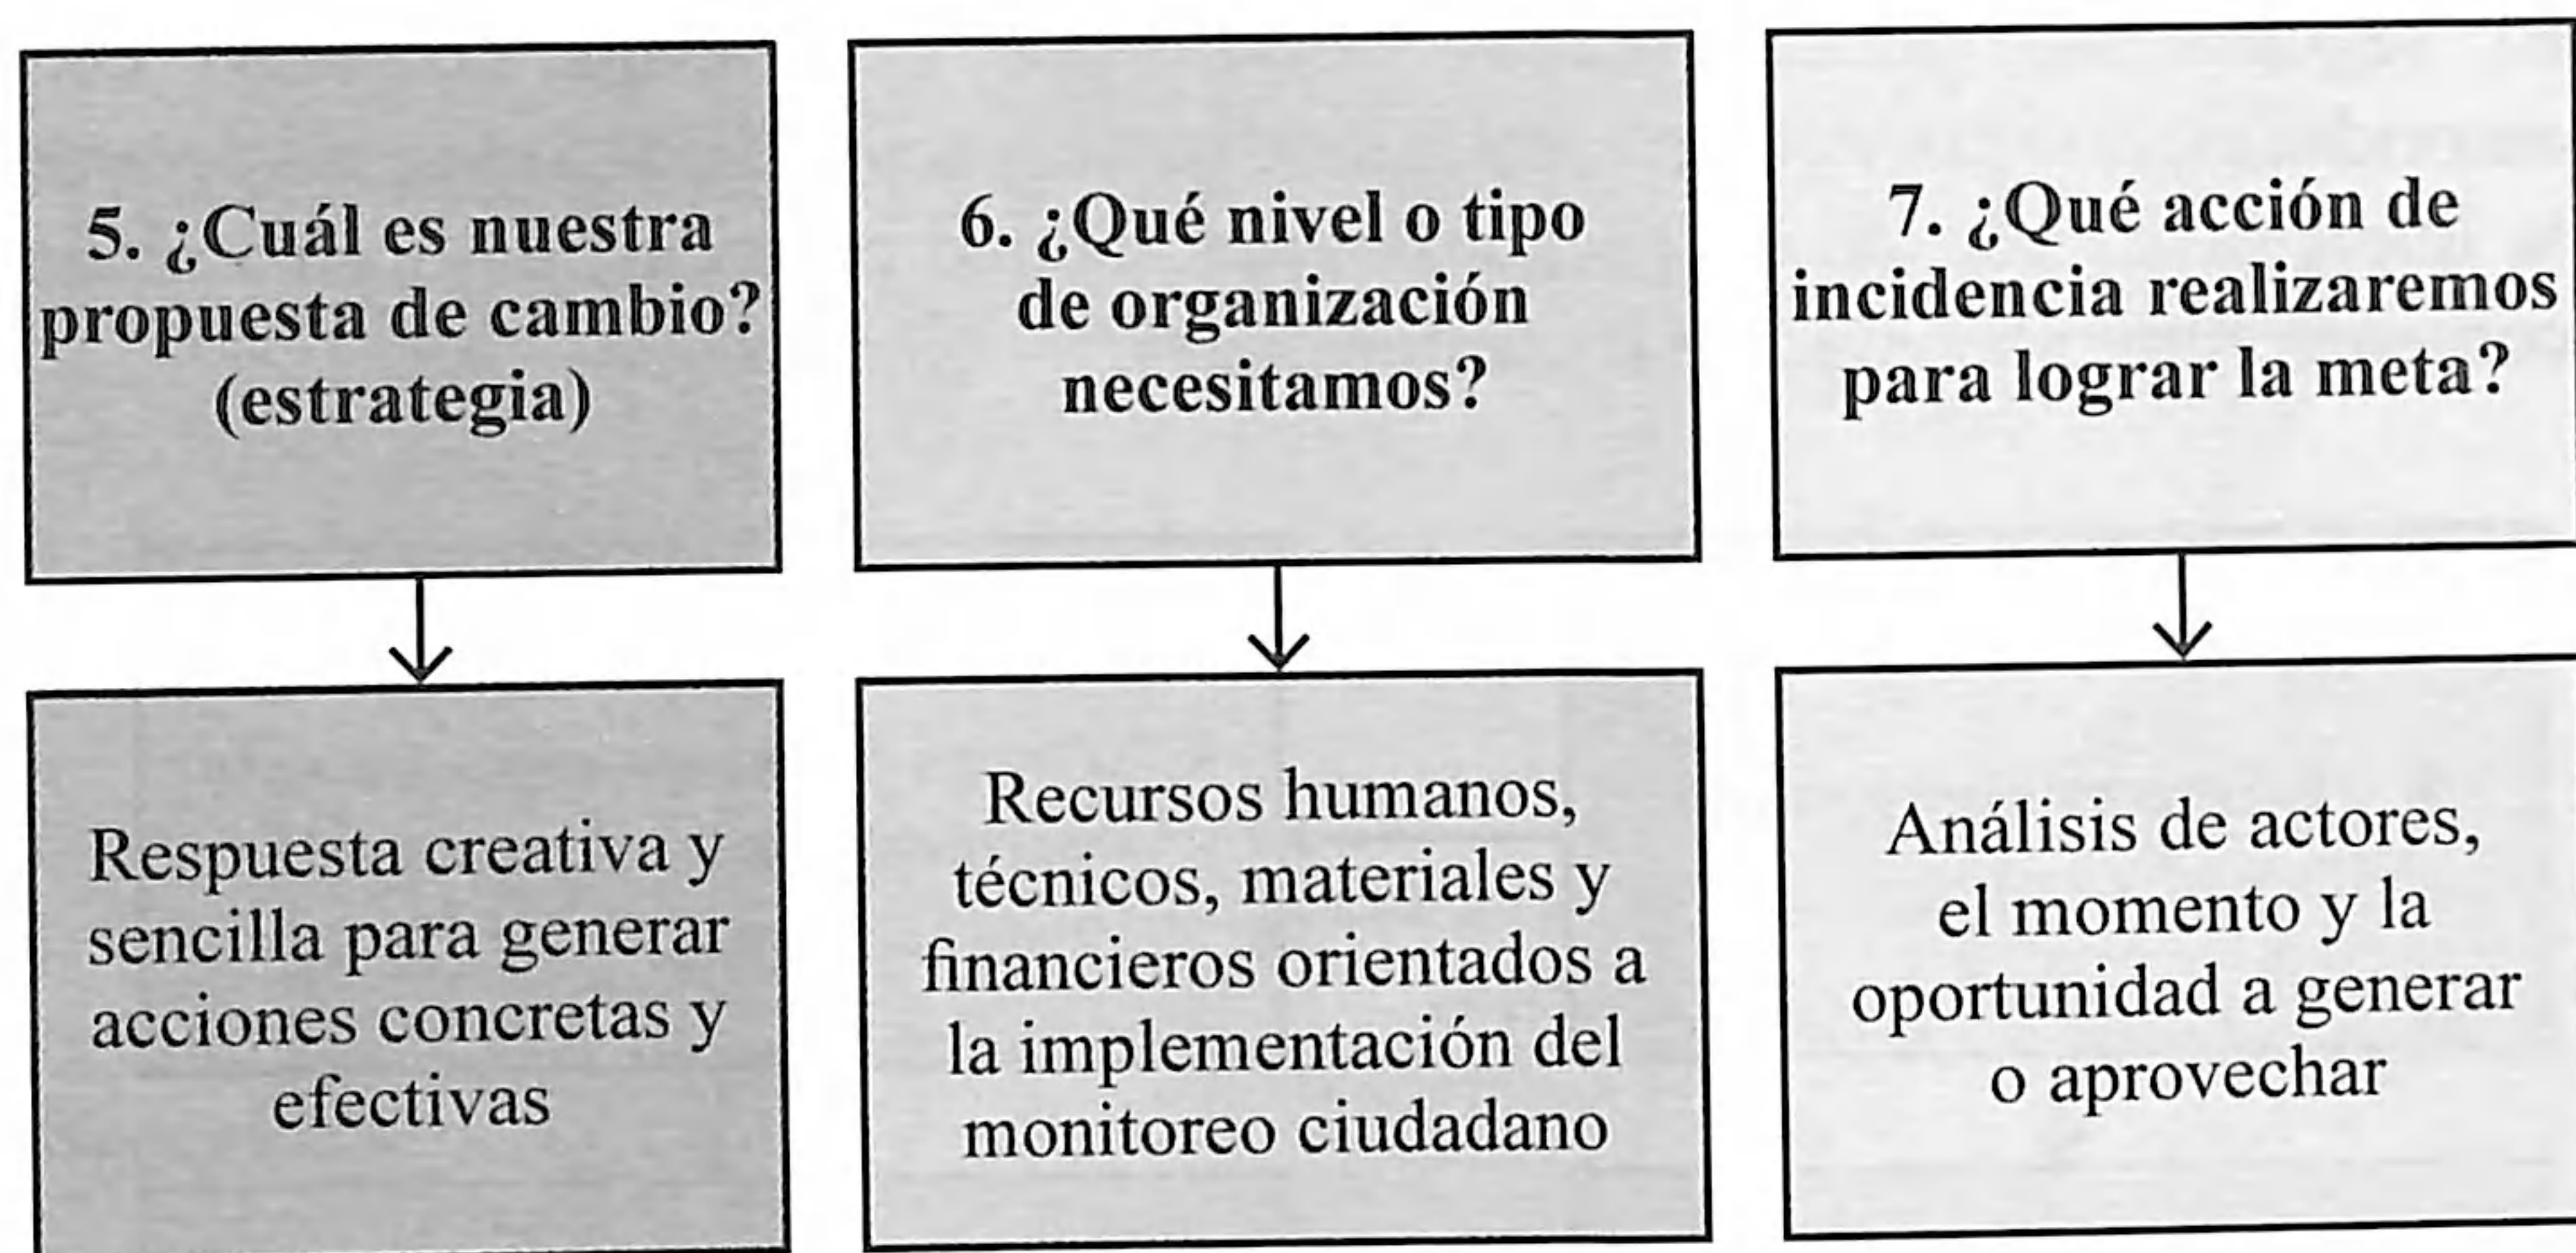 5. ¿Cuál es nuestra
propuesta de cambio?
(estrategia)
6. ¿Qué nivel o tipo
de organización
necesitamos?
7. ¿Qué acción de
incidencia realizaremos
para lograr la meta?
Respuesta creativa y
sencilla para generar
acciones concretas y
efectivas
Recursos humanos,
técnicos, materiales y
financieros orientados a
la implementación del
monitoreo ciudadano
Análisis de actores,
el momento y la
oportunidad a generar
o aprovechar